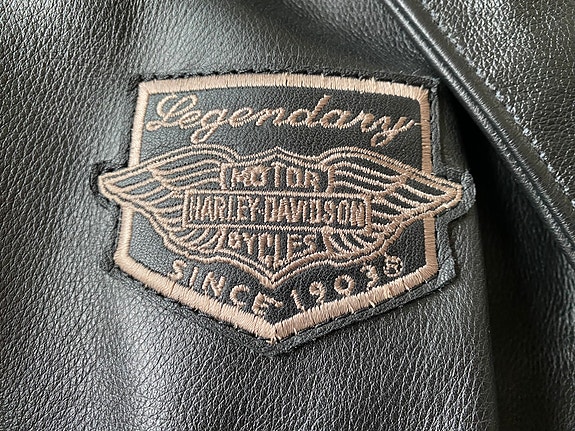 Legendary
MOTOR
HARLEY-DAVIDSON
CYCLES
SINCE 1903®